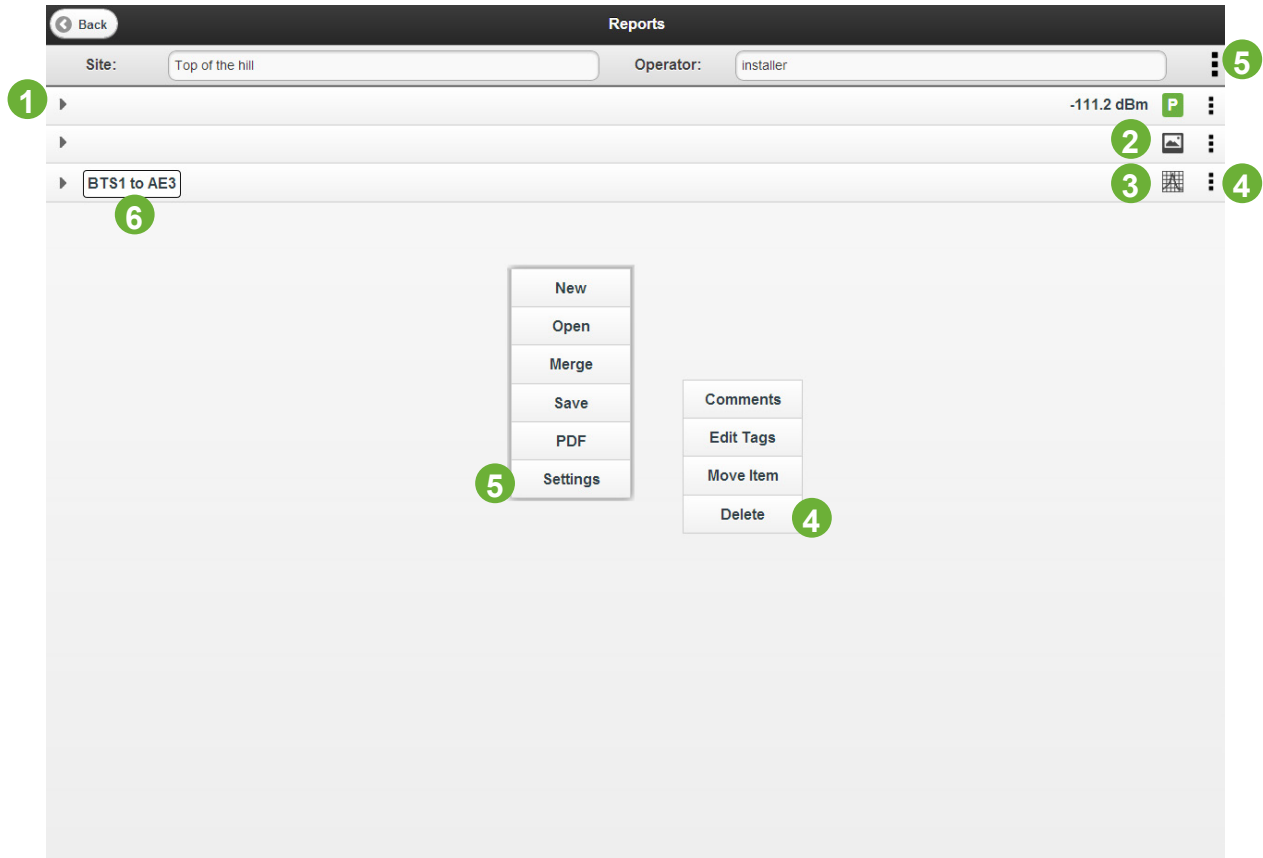 Back
Reports
Site:
Top of the hill
Operator:
installer
5
1
-111.2 dBm
P
2
BTS1 to AE3
3
4
6
New
Open
Merge
Save
PDF
5
Settings
Comments
Edit Tags
Move Item
Delete
4